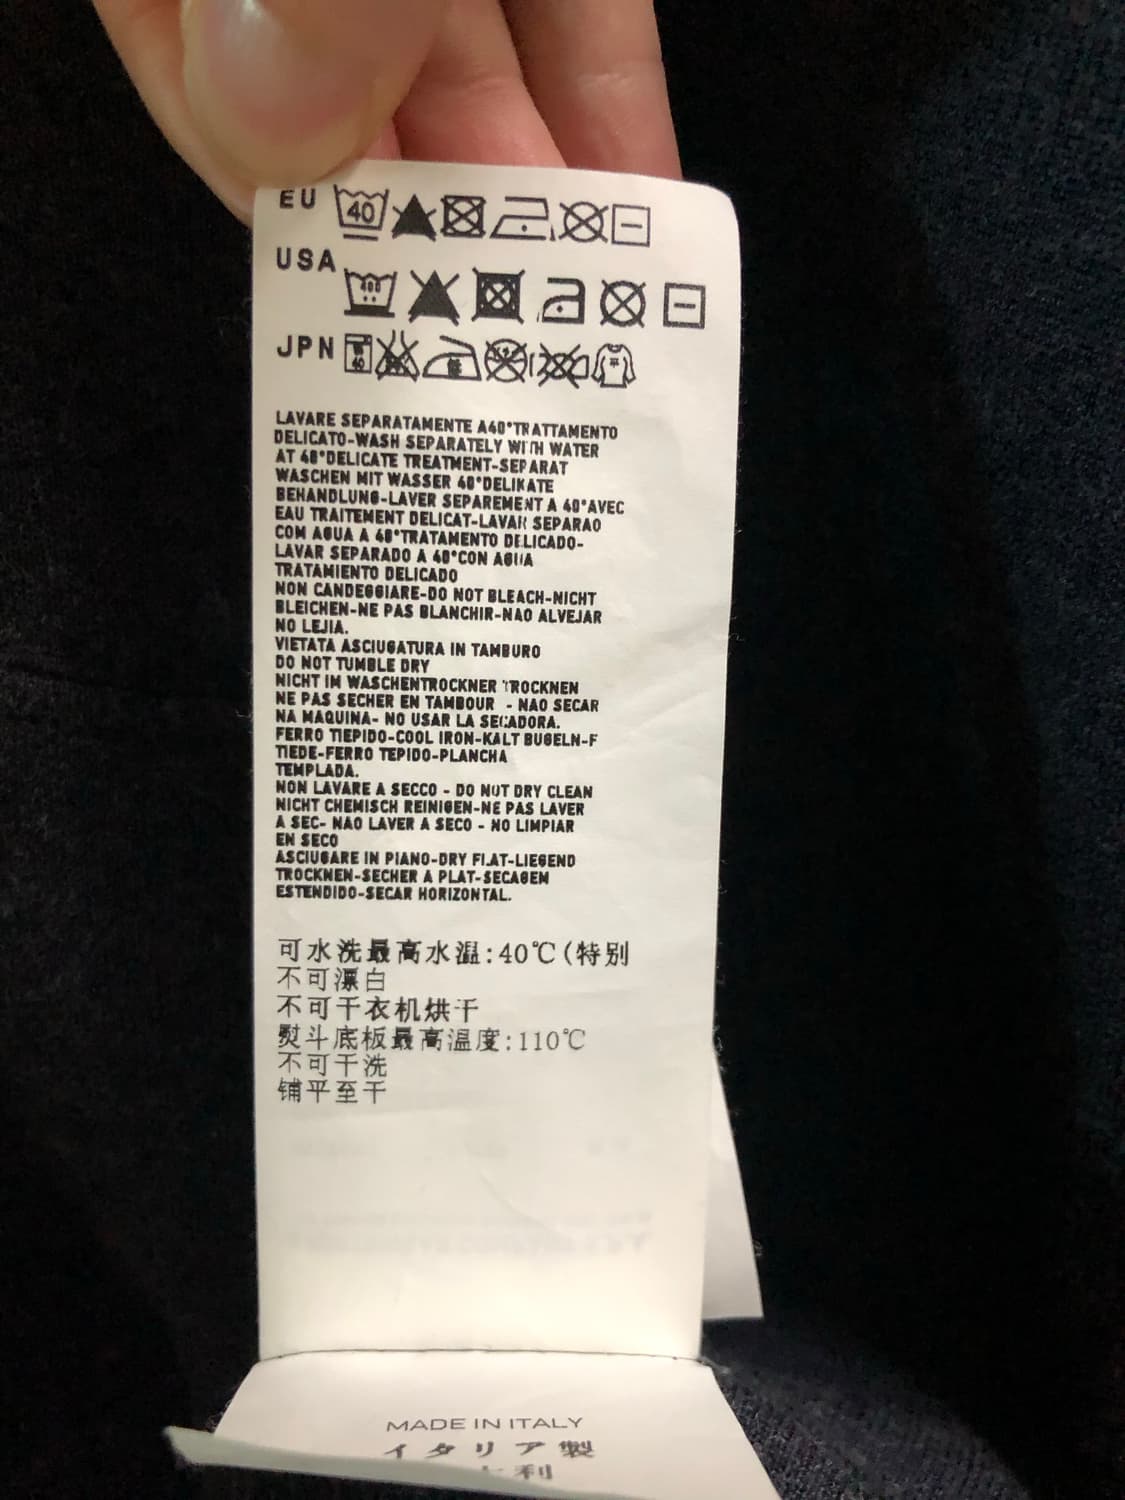 EU 40
USA
JPN 40
LAVARE SEPARATAMENTE A40°TRATTAMENTO
DELICATO-WASH SEPARATELY WITH WATER
AT 40°DELICATE TREATMENT-SEPARAT
WASCHEN MIT WASSER 40°DELIKATE
BEHANDLUNG-LAVER SEPAREMENT A 40°AVEC
EAU TRAITEMENT DELICAT-LAVAR SEPARAO
COM AGUA A 40°TRATAMENTO DELICADO-
LAVAR SEPARADO A 40°CON AGUA
TRATAMIENTO DELICADO
NON CANDEGGIARE-DO NOT BLEACH-NICHT
BLEICHEN-NE PAS BLANCHIR-NAO ALVEJAR
NO LEJIA.
VIETATA ASCIUGATURA IN TAMBURO
DO NOT TUMBLE DRY
NICHT IM WASCHENTROCKNER TROCKNEN
NE PAS SECHER EN TAMBOUR - NAO SECAR
NA MAQUINA- NO USAR LA SECADORA.
FERRO TIEPIDO-COOL IRON-KALT BUGELN-F
TIEDE-FERRO TEPIDO-PLANCHA
TEMPLADA.
NON LAVARE A SECCO - DO NOT DRY CLEAN
NICHT CHEMISCH REINIGEN-NE PAS LAVER
A SEC- NAO LAVER A SECO - NO LIMPIAR
EN SECO
ASCIUGARE IN PIANO-DRY FLAT-LIEGEND
TROCKNEN-SECHER A PLAT-SECAGEM
ESTENDIDO-SECAR HORIZONTAL.
可水洗最高水温:40℃(特别
不可漂白
不可干衣机烘干
熨斗底板最高温度:110℃
不可干洗
铺平至干
MADE IN ITALY
イタリア製
利